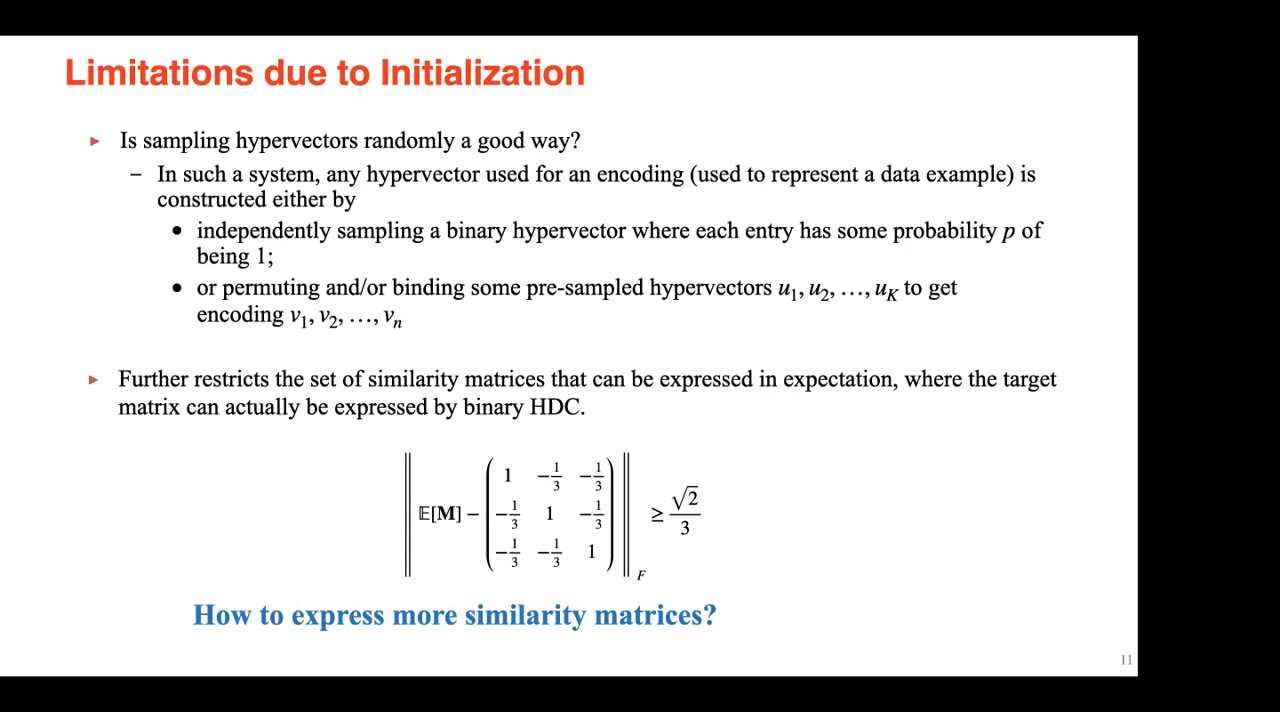 Limitations due to Initialization
▸ Is sampling hypervectors randomly a good way?
– In such a system, any hypervector used for an encoding (used to represent a data example) is
constructed either by
• independently sampling a binary hypervector where each entry has some probability p of
being 1;
• or permuting and/or binding some pre-sampled hypervectors u₁, u₂, …, u_K to get
encoding v₁, v₂, …, vₙ
▸ Further restricts the set of similarity matrices that can be expressed in expectation, where the target
matrix can actually be expressed by binary HDC.
‖ 𝔼[M] − ( 1 −1/3 −1/3
−1/3 1 −1/3
−1/3 −1/3 1 ) ‖_F ≥ √2/3
How to express more similarity matrices?
11